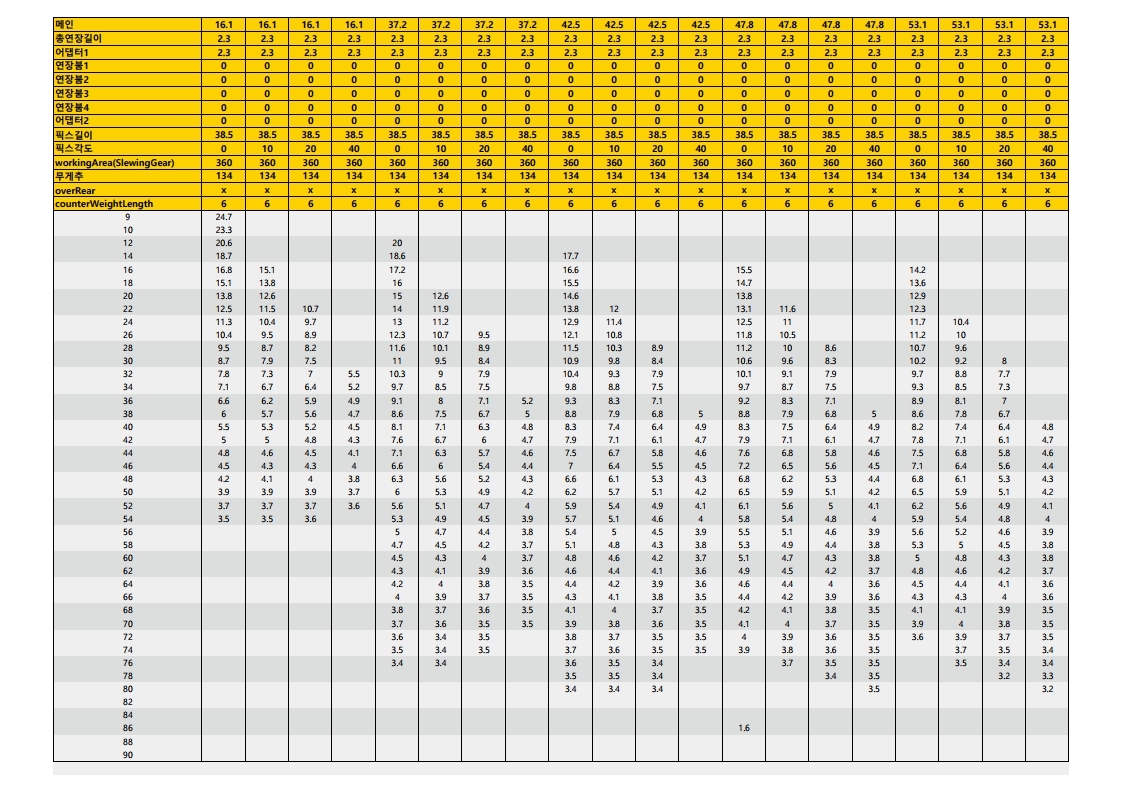 메인 16.1 16.1 16.1 16.1 37.2 37.2 37.2 37.2 42.5 42.5 42.5 42.5 47.8 47.8 47.8 47.8 53.1 53.1 53.1 53.1
총연장길이 2.3 2.3 2.3 2.3 2.3 2.3 2.3 2.3 2.3 2.3 2.3 2.3 2.3 2.3 2.3 2.3 2.3 2.3 2.3 2.3
어댑터1 2.3 2.3 2.3 2.3 2.3 2.3 2.3 2.3 2.3 2.3 2.3 2.3 2.3 2.3 2.3 2.3 2.3 2.3 2.3 2.3
연장붐1 0 0 0 0 0 0 0 0 0 0 0 0 0 0 0 0 0 0 0 0
연장붐2 0 0 0 0 0 0 0 0 0 0 0 0 0 0 0 0 0 0 0 0
연장붐3 0 0 0 0 0 0 0 0 0 0 0 0 0 0 0 0 0 0 0 0
연장붐4 0 0 0 0 0 0 0 0 0 0 0 0 0 0 0 0 0 0 0 0
어댑터2 0 0 0 0 0 0 0 0 0 0 0 0 0 0 0 0 0 0 0 0
픽스길이 38.5 38.5 38.5 38.5 38.5 38.5 38.5 38.5 38.5 38.5 38.5 38.5 38.5 38.5 38.5 38.5 38.5 38.5 38.5 38.5
픽스각도 0 10 20 40 0 10 20 40 0 10 20 40 0 10 20 40 0 10 20 40
workingArea(SlewingGear) 360 360 360 360 360 360 360 360 360 360 360 360 360 360 360 360 360 360 360 360
무게추 134 134 134 134 134 134 134 134 134 134 134 134 134 134 134 134 134 134 134 134
overRear x x x x x x x x x x x x x x x x x x x x
counterWeightLength 6 6 6 6 6 6 6 6 6 6 6 6 6 6 6 6 6 6 6 6
9 24.7
10 23.3
12 20.6 20
14 18.7 18.6 17.7
16 16.8 15.1 17.2 16.6 15.5 14.2
18 15.1 13.8 16 15.5 14.7 13.6
20 13.8 12.6 15 12.6 14.6 13.8 12.9
22 12.5 11.5 10.7 14 11.9 13.8 12 13.1 11.6 12.3
24 11.3 10.4 9.7 13 11.2 12.9 11.4 12.5 11 11.7 10.4
26 10.4 9.5 8.9 12.3 10.7 9.5 12.1 10.8 11.8 10.5 11.2 10
28 9.5 8.7 8.2 11.6 10.1 8.9 11.5 10.3 8.9 11.2 10 8.6 10.7 9.6
30 8.7 7.9 7.5 11 9.5 8.4 10.9 9.8 8.4 10.6 9.6 8.3 10.2 9.2 8
32 7.8 7.3 7 5.5 10.3 9 7.9 10.4 9.3 7.9 10.1 9.1 7.9 9.7 8.8 7.7
34 7.1 6.7 6.4 5.2 9.7 8.5 7.5 9.8 8.8 7.5 9.7 8.7 7.5 9.3 8.5 7.3
36 6.6 6.2 5.9 4.9 9.1 8 7.1 5.2 9.3 8.3 7.1 9.2 8.3 7.1 8.9 8.1 7
38 6 5.7 5.6 4.7 8.6 7.5 6.7 5 8.8 7.9 6.8 5 8.8 7.9 6.8 5 8.6 7.8 6.7
40 5.5 5.3 5.2 4.5 8.1 7.1 6.3 4.8 8.3 7.4 6.4 4.9 8.3 7.5 6.4 4.9 8.2 7.4 6.4 4.8
42 5 5 4.8 4.3 7.6 6.7 6 4.7 7.9 7.1 6.1 4.7 7.9 7.1 6.1 4.7 7.8 7.1 6.1 4.7
44 4.8 4.6 4.5 4.1 7.1 6.3 5.7 4.6 7.5 6.7 5.8 4.6 7.6 6.8 5.8 4.6 7.5 6.8 5.8 4.6
46 4.5 4.3 4.3 4 6.6 6 5.4 4.4 7 6.4 5.5 4.5 7.2 6.5 5.6 4.5 7.1 6.4 5.6 4.4
48 4.2 4.1 4 3.8 6.3 5.6 5.2 4.3 6.6 6.1 5.3 4.3 6.8 6.2 5.3 4.4 6.8 6.1 5.3 4.3
50 3.9 3.9 3.9 3.7 6 5.3 4.9 4.2 6.2 5.7 5.1 4.2 6.5 5.9 5.1 4.2 6.5 5.9 5.1 4.2
52 3.7 3.7 3.7 3.6 5.6 5.1 4.7 4 5.9 5.4 4.9 4.1 6.1 5.6 5 4.1 6.2 5.6 4.9 4.1
54 3.5 3.5 3.6 5.3 4.9 4.5 3.9 5.7 5.1 4.6 4 5.8 5.4 4.8 4 5.9 5.4 4.8 4
56 5 4.7 4.4 3.8 5.4 5 4.5 3.9 5.5 5.1 4.6 3.9 5.6 5.2 4.6 3.9
58 4.7 4.5 4.2 3.7 5.1 4.8 4.3 3.8 5.3 4.9 4.4 3.8 5.3 5 4.5 3.8
60 4.5 4.3 4 3.7 4.8 4.6 4.2 3.7 5.1 4.7 4.3 3.8 5 4.8 4.3 3.8
62 4.3 4.1 3.9 3.6 4.6 4.4 4.1 3.6 4.9 4.5 4.2 3.7 4.8 4.6 4.2 3.7
64 4.2 4 3.8 3.5 4.4 4.2 3.9 3.6 4.6 4.4 4 3.6 4.5 4.4 4.1 3.6
66 4 3.9 3.7 3.5 4.3 4.1 3.8 3.5 4.4 4.2 3.9 3.6 4.3 4.3 4 3.6
68 3.8 3.7 3.6 3.5 4.1 4 3.7 3.5 4.2 4.1 3.8 3.5 4.1 4.1 3.9 3.5
70 3.7 3.6 3.5 3.5 3.9 3.8 3.6 3.5 4.1 4 3.7 3.5 3.9 4 3.8 3.5
72 3.6 3.4 3.5 3.8 3.7 3.5 3.5 4 3.9 3.6 3.5 3.6 3.9 3.7 3.5
74 3.5 3.4 3.5 3.7 3.6 3.5 3.5 3.9 3.8 3.6 3.5 3.7 3.5 3.4
76 3.4 3.4 3.6 3.5 3.4 3.7 3.5 3.5 3.5 3.4 3.4
78 3.5 3.5 3.4 3.4 3.5 3.2 3.3
80 3.4 3.4 3.4 3.5 3.2
82
84
86 1.6
88
90